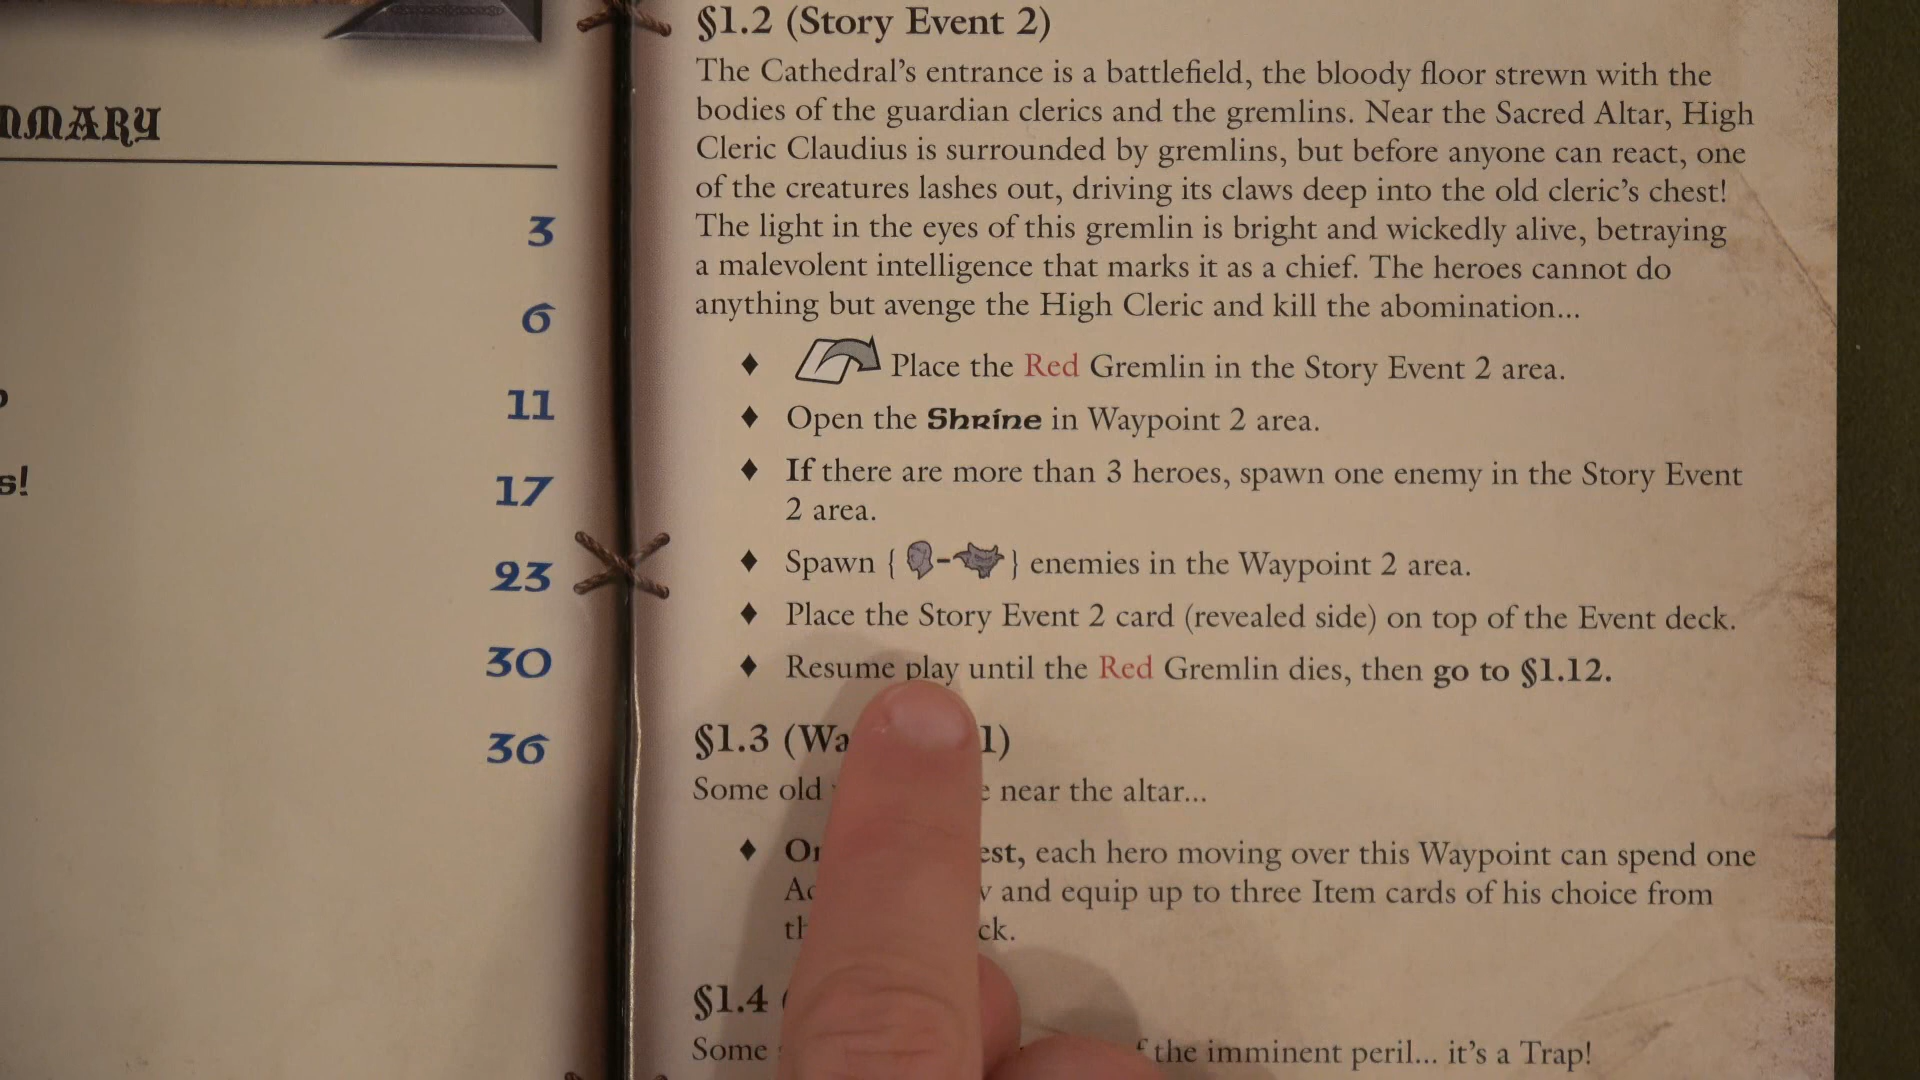 MMARY
3
6
11
s!
17
23
30
36
§1.2 (Story Event 2)
The Cathedral's entrance is a battlefield, the bloody floor strewn with the
bodies of the guardian clerics and the gremlins. Near the Sacred Altar, High
Cleric Claudius is surrounded by gremlins, but before anyone can react, one
of the creatures lashes out, driving its claws deep into the old cleric's chest!
The light in the eyes of this gremlin is bright and wickedly alive, betraying
a malevolent intelligence that marks it as a chief. The heroes cannot do
anything but avenge the High Cleric and kill the abomination...
♦ Place the Red Gremlin in the Story Event 2 area.
♦ Open the Shrine in Waypoint 2 area.
♦ If there are more than 3 heroes, spawn one enemy in the Story Event
2 area.
♦ Spawn { - } enemies in the Waypoint 2 area.
♦ Place the Story Event 2 card (revealed side) on top of the Event deck.
♦ Resume play until the Red Gremlin dies, then go to §1.12.
§1.3 (Wa 1)
Some old near the altar...
♦ est, each hero moving over this Waypoint can spend one
and equip up to three Item cards of his choice from
ck.
§1.4 (
Some the imminent peril... it's a Trap!